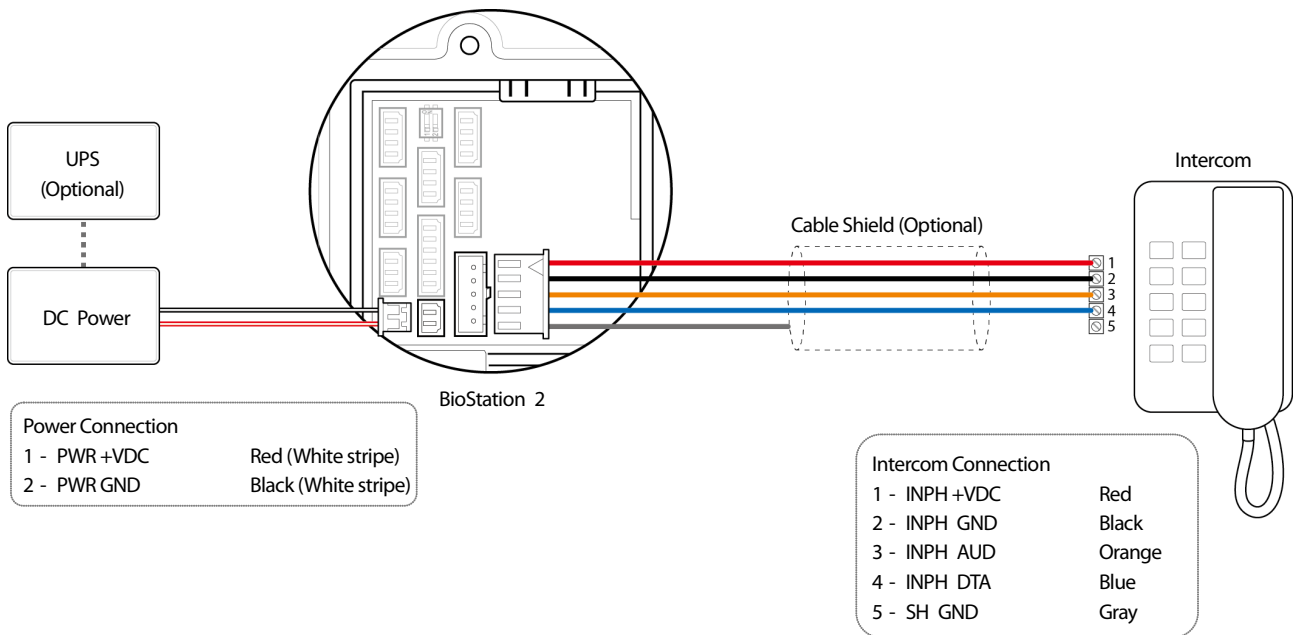 UPS
(Optional)
DC Power
BioStation 2
Cable Shield (Optional)
Intercom
1
2
3
4
5
Power Connection
1 - PWR +VDC Red (White stripe)
2 - PWR GND Black (White stripe)
Intercom Connection
1 - INPH +VDC Red
2 - INPH GND Black
3 - INPH AUD Orange
4 - INPH DTA Blue
5 - SH GND Gray